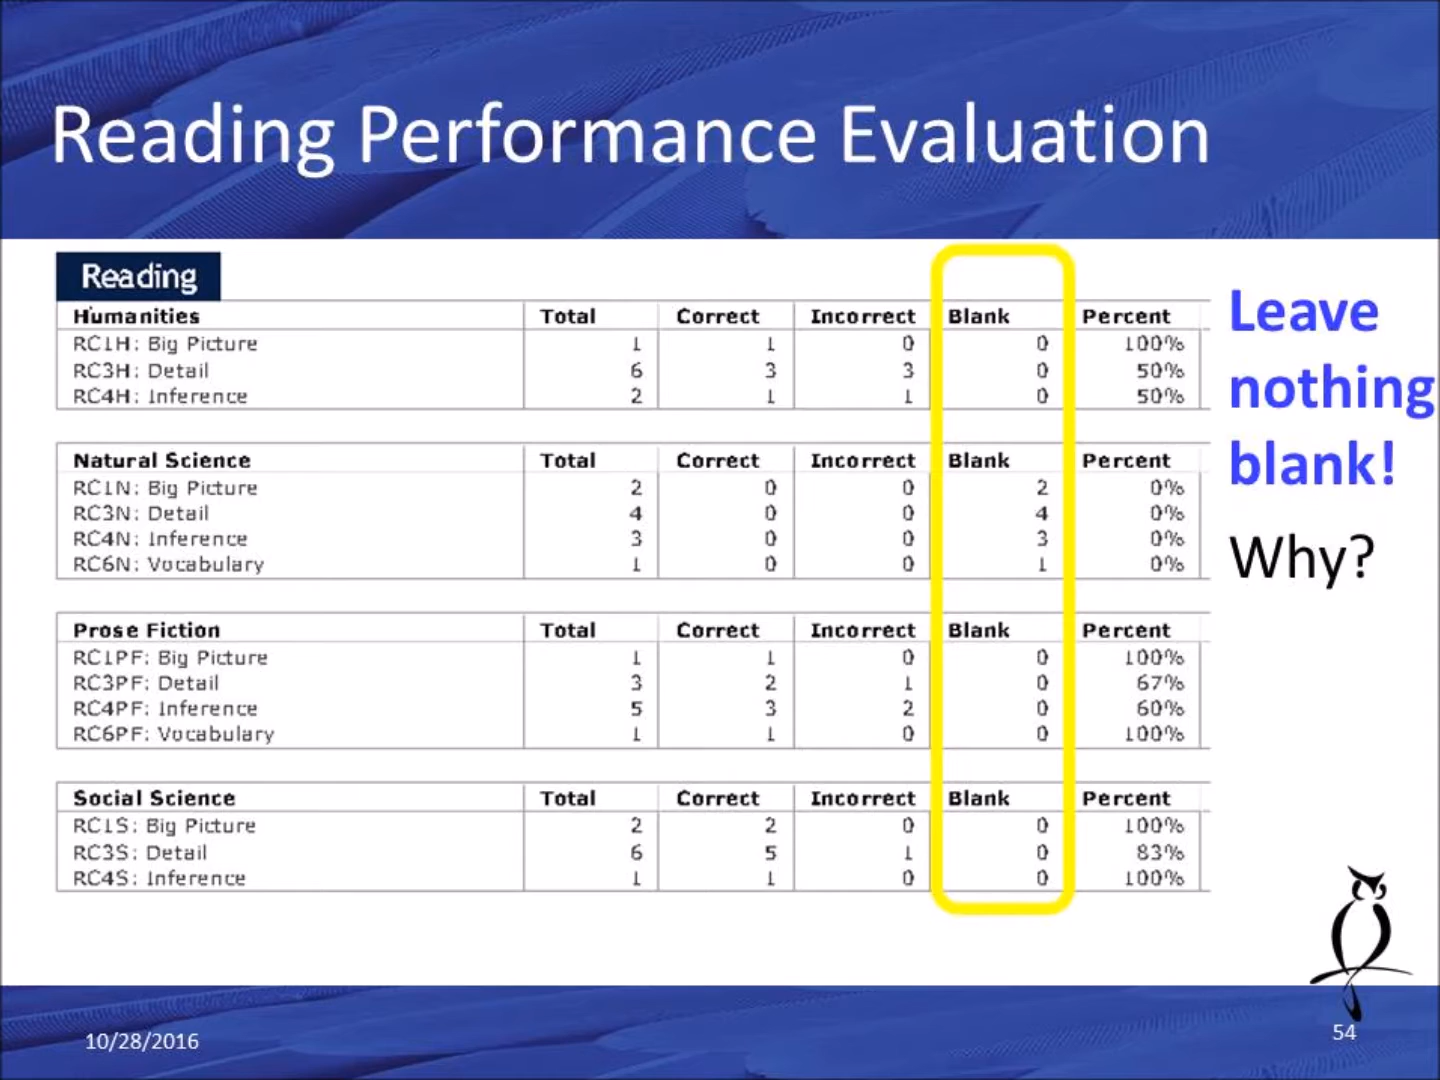 Reading Performance Evaluation
Reading
Humanities Total Correct Incorrect Blank Percent
RC1H: Big Picture 1 1 0 0 100%
RC3H: Detail 6 3 3 0 50%
RC4H: Inference 2 1 1 0 50%
Natural Science Total Correct Incorrect Blank Percent
RC1N: Big Picture 2 0 0 2 0%
RC3N: Detail 4 0 0 4 0%
RC4N: Inference 3 0 0 3 0%
RC6N: Vocabulary 1 0 0 1 0%
Prose Fiction Total Correct Incorrect Blank Percent
RC1PF: Big Picture 1 1 0 0 100%
RC3PF: Detail 3 2 1 0 67%
RC4PF: Inference 5 3 2 0 60%
RC6PF: Vocabulary 1 1 0 0 100%
Social Science Total Correct Incorrect Blank Percent
RC1S: Big Picture 2 2 0 0 100%
RC3S: Detail 6 5 1 0 83%
RC4S: Inference 1 1 0 0 100%
Leave
nothing
blank!
Why?
10/28/2016
54